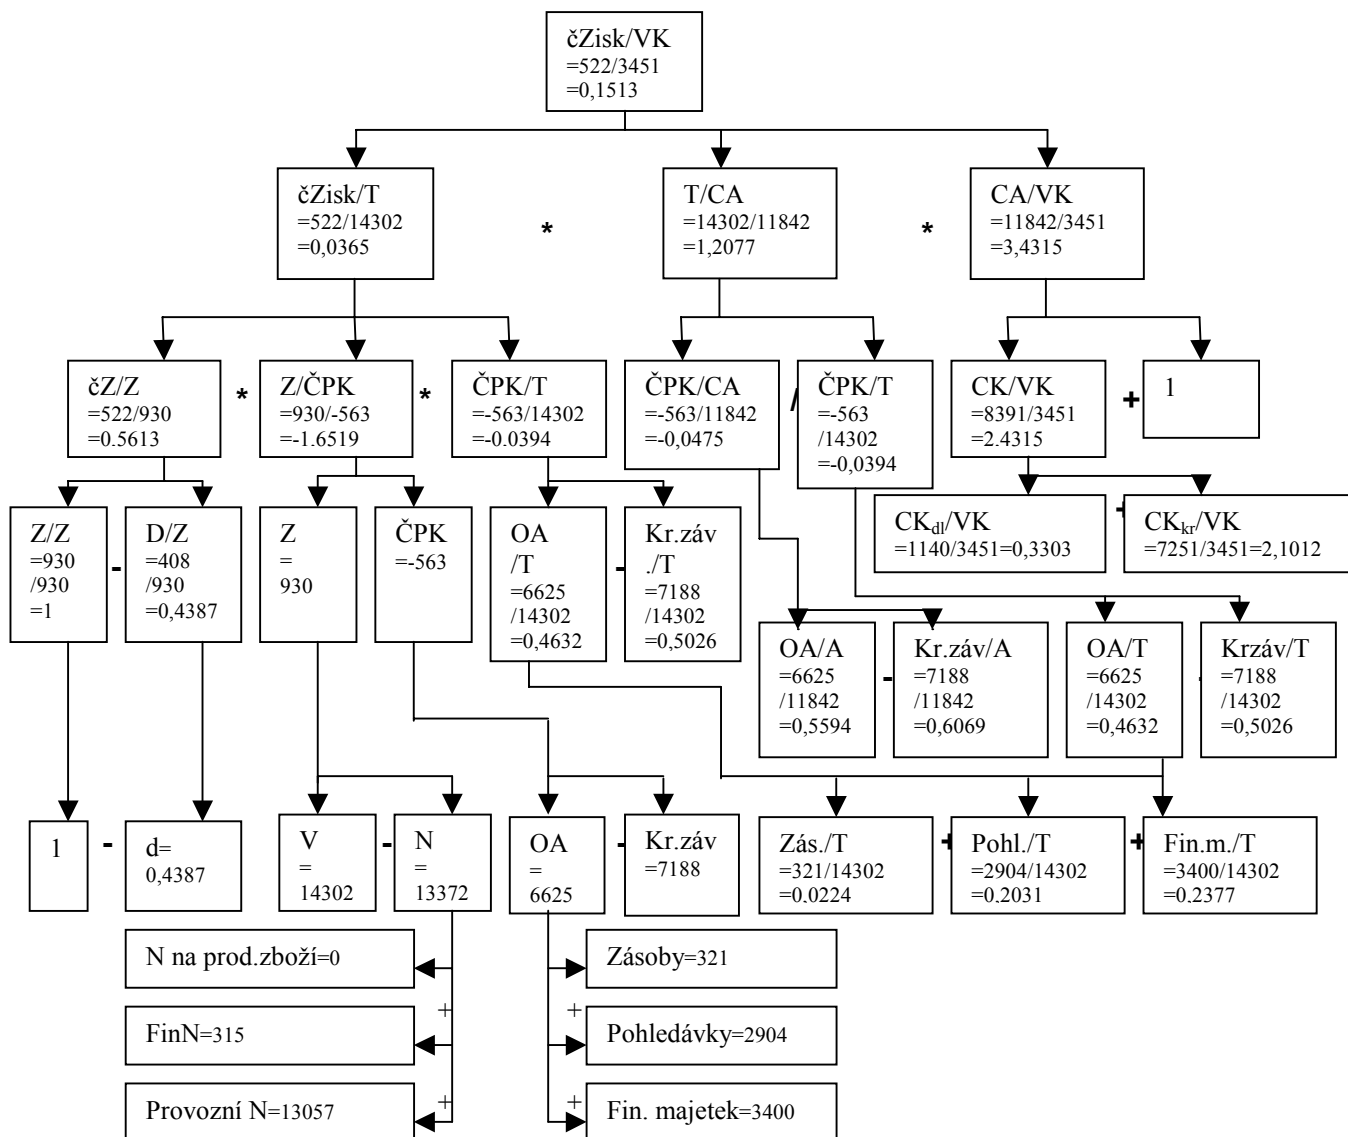 čZisk/VK
=522/3451
=0,1513
čZisk/T
=522/14302
=0,0365
*
T/CA
=14302/11842
=1,2077
*
CA/VK
=11842/3451
=3,4315
čZ/Z
=522/930
=0.5613
*
Z/ČPK
=930/-563
=-1.6519
*
ČPK/T
=-563/14302
=-0.0394
ČPK/CA
=-563/11842
=-0,0475
/
ČPK/T
=-563
/14302
=-0,0394
CK/VK
=8391/3451
=2.4315
+
1
Z/Z
=930
/930
=1
-
D/Z
=408
/930
=0,4387
Z
=
930
ČPK
=-563
OA
/T
=6625
/14302
=0,4632
-
Kr.záv
./T
=7188
/14302
=0,5026
CKdl/VK
=1140/3451=0,3303
+
CKkr/VK
=7251/3451=2,1012
OA/A
=6625
/11842
=0,5594
-
Kr.záv/A
=7188
/11842
=0,6069
OA/T
=6625
/14302
=0,4632
-
Krzáv/T
=7188
/14302
=0,5026
1
-
d=
0,4387
V
=
14302
-
N
=
13372
OA
=
6625
-
Kr.záv
=7188
Zás./T
=321/14302
=0.0224
+
Pohl./T
=2904/14302
=0,2031
+
Fin.m./T
=3400/14302
=0.2377
N na prod.zboží=0
Zásoby=321
+
+
FinN=315
Pohledávky=2904
+
+
Provozní N=13057
Fin. majetek=3400